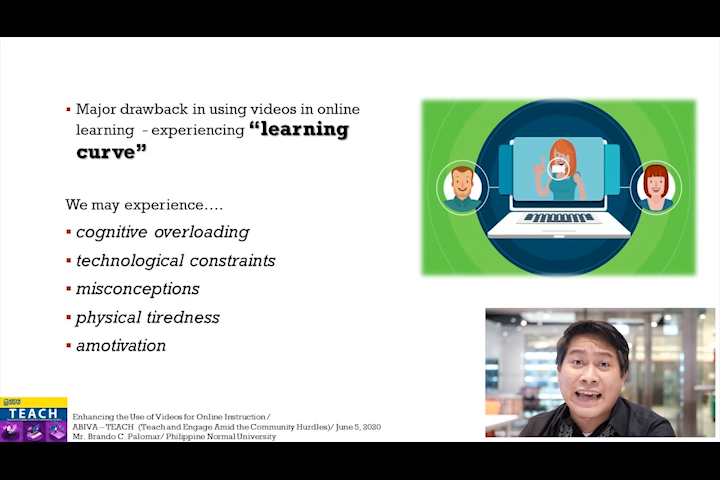 ▪ Major drawback in using videos in online
learning - experiencing “learning
curve”
We may experience….
▪ cognitive overloading
▪ technological constraints
▪ misconceptions
▪ physical tiredness
▪ amotivation
TEACH
Enhancing the Use of Videos for Online Instruction /
ABIVA – TEACH (Teach and Engage Amid the Community Hurdles)/ June 5, 2020
Mr. Brando C. Palomar/ Philippine Normal University